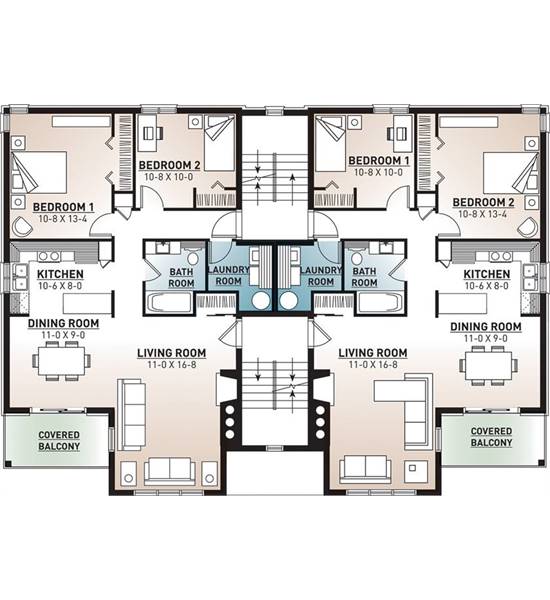 BEDROOM 1
10-8 X 13-4
BEDROOM 2
10-8 X 10-0
BEDROOM 1
10-8 X 10-0
BEDROOM 2
10-8 X 13-4
KITCHEN
10-6 X 8-0
BATH
ROOM
LAUNDRY
ROOM
LAUNDRY
ROOM
BATH
ROOM
KITCHEN
10-6 X 8-0
DINING ROOM
11-0 X 9-0
LIVING ROOM
11-0 X 16-8
LIVING ROOM
11-0 X 16-8
DINING ROOM
11-0 X 9-0
COVERED
BALCONY
COVERED
BALCONY